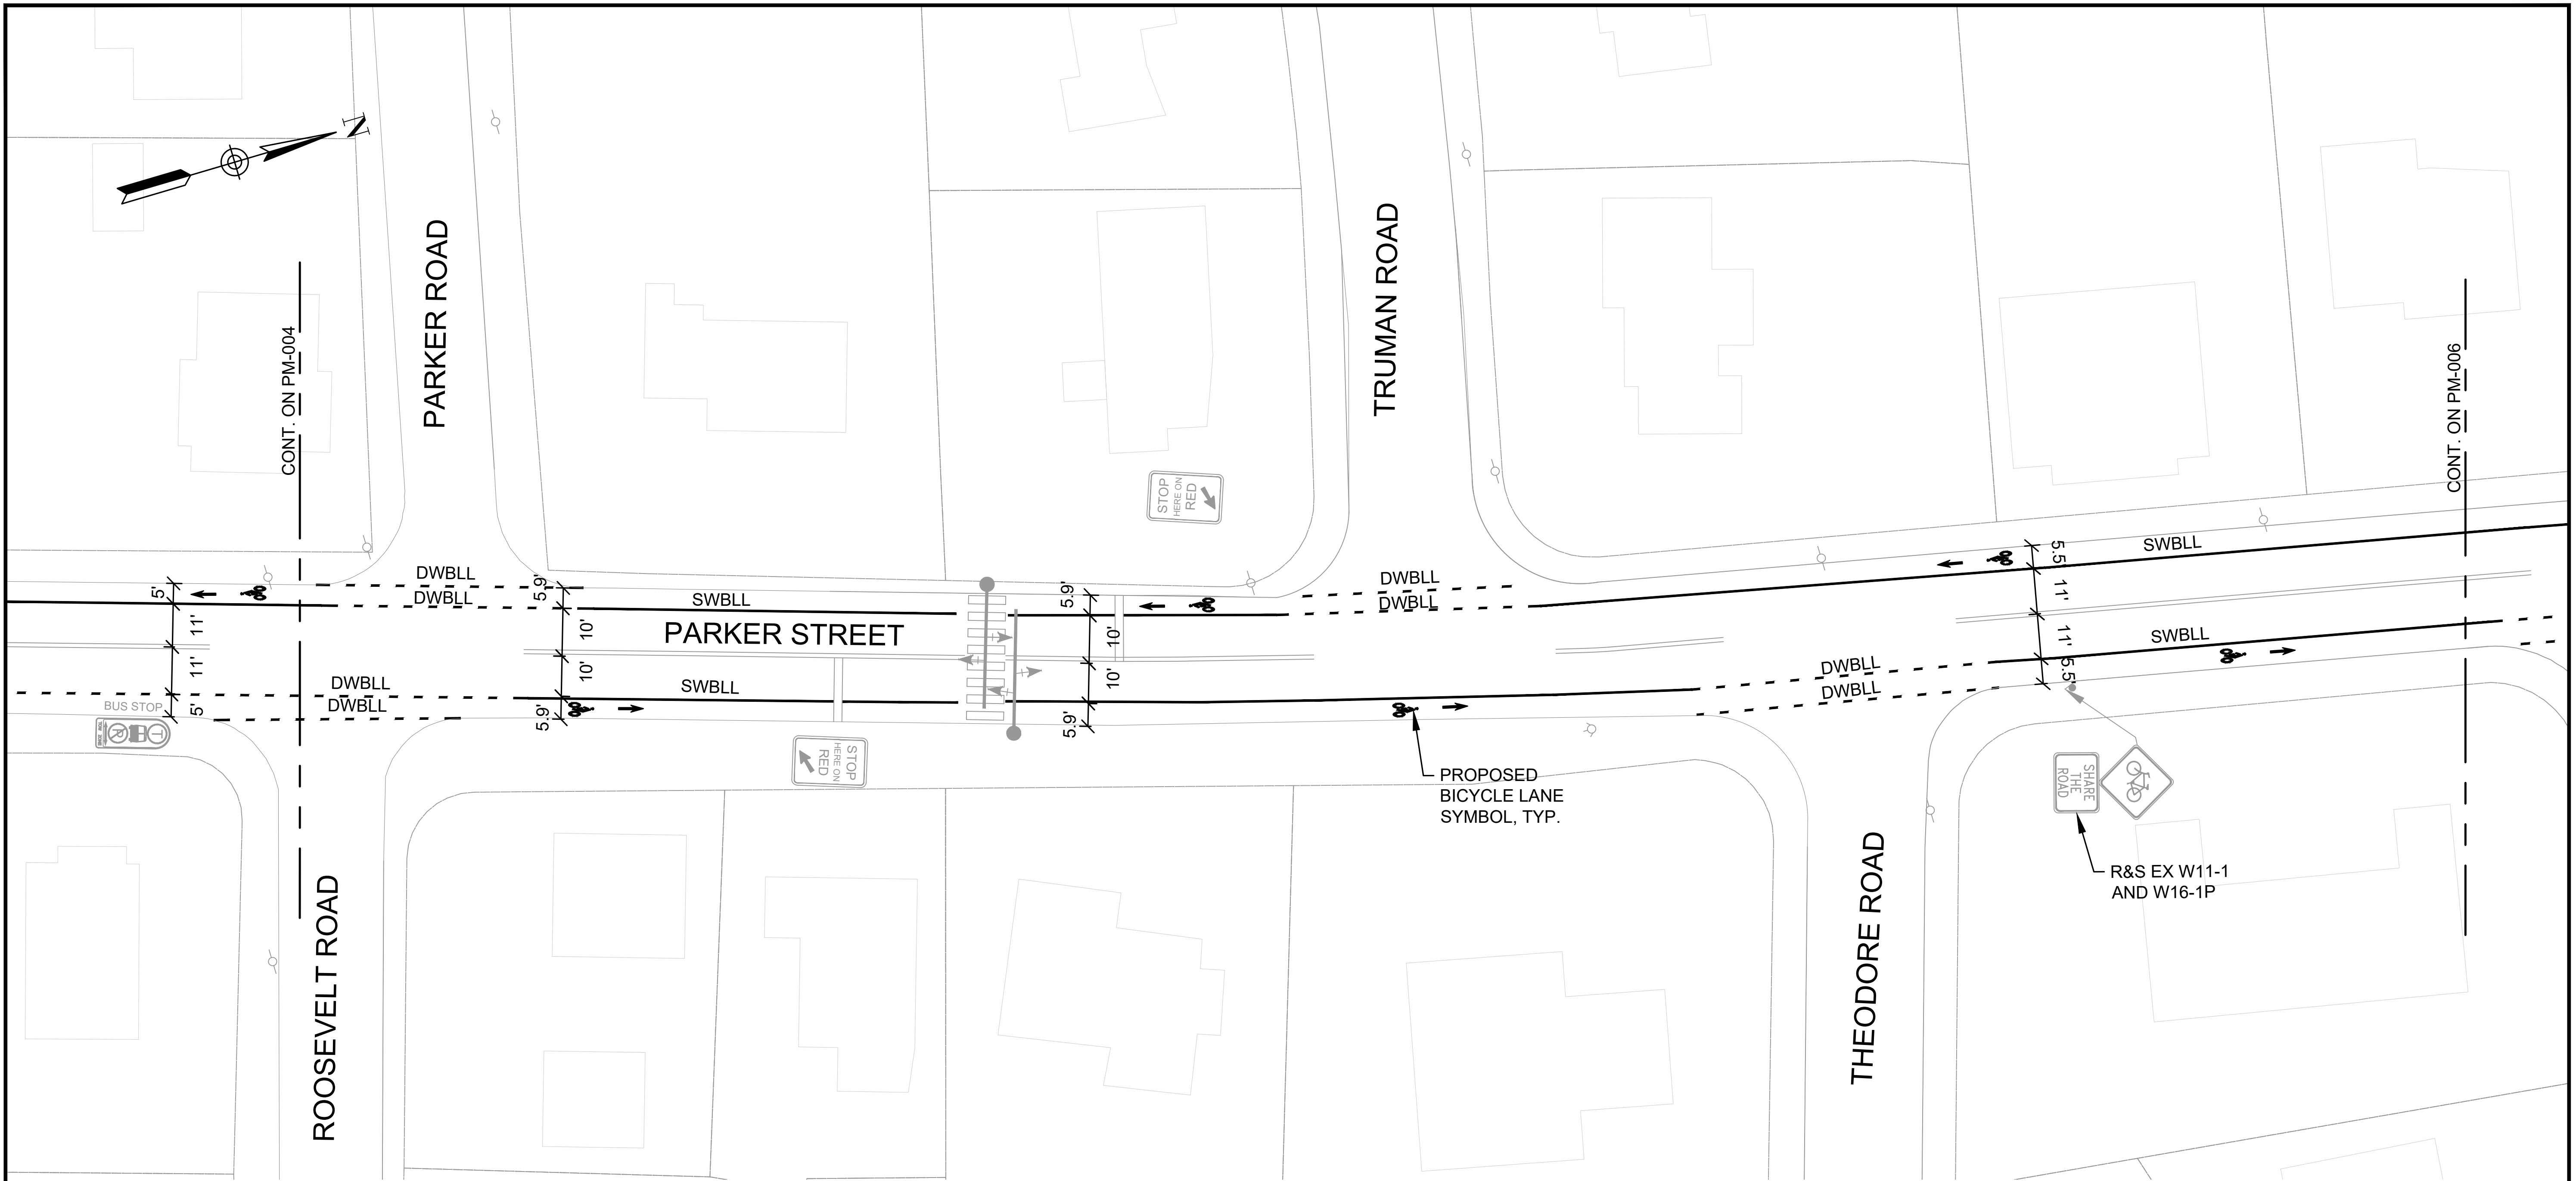 N
PARKER ROAD
TRUMAN ROAD
CONT. ON PM-004
CONT. ON PM-006
STOP
HERE ON
RED
DWBLL
DWBLL
5.9'
SWBLL
5.9'
DWBLL
DWBLL
5.5'
SWBLL
5'
11'
11'
5'
10'
10'
5.9'
PARKER STREET
10'
10'
5.9'
11'
11'
5.5'
SWBLL
DWBLL
DWBLL
SWBLL
DWBLL
DWBLL
BUS STOP
T
P
STOP
HERE ON
RED
PROPOSED
BICYCLE LANE
SYMBOL, TYP.
SHARE
THE
ROAD
R&S EX W11-1
AND W16-1P
ROOSEVELT ROAD
THEODORE ROAD